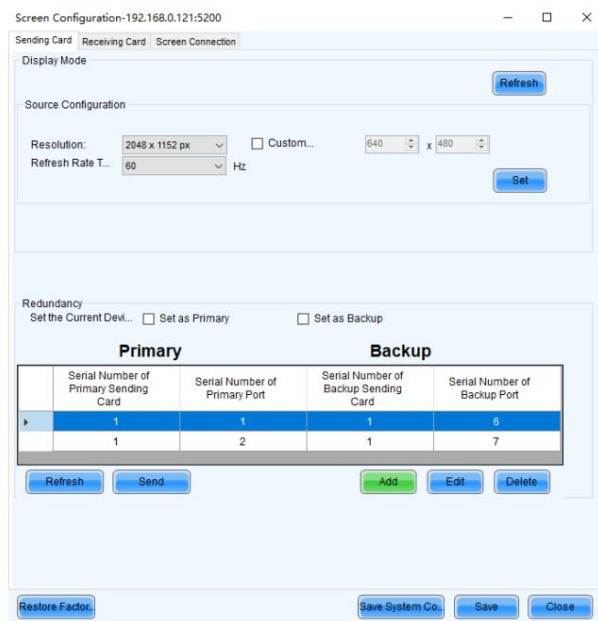 Screen Configuration-192.168.0.121:5200
Sending Card Receiving Card Screen Connection
Display Mode
Refresh
Source Configuration
Resolution: 2048 x 1152 px Custom... 640 x 480
Refresh Rate T... 60 Hz
Set
Redundancy
Set the Current Devi... Set as Primary Set as Backup
Primary Backup
Serial Number of Primary Sending Card Serial Number of Primary Port Serial Number of Backup Sending Card Serial Number of Backup Port
1 1 1 6
1 2 1 7
Refresh Send Add Edit Delete
Restore Factor.. Save System Co.. Save Close